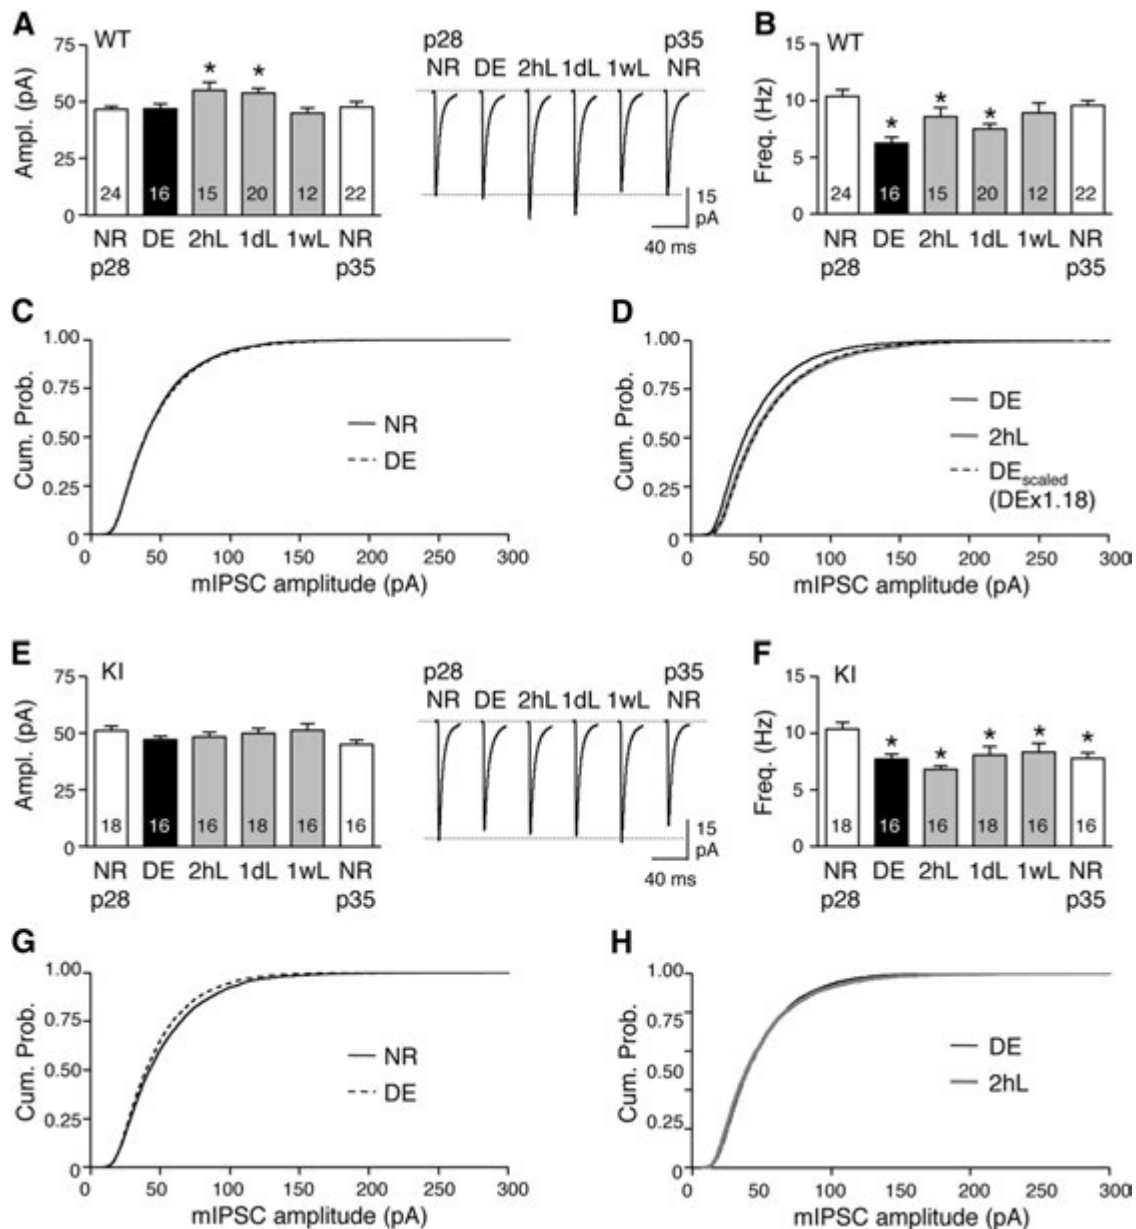 A
WT
75
50
25
0
Ampl. (pA)
24 16 15 20 12 22
* *
NR DE 2hL 1dL 1wL NR
p28 p35
p28 p35
NR DE 2hL 1dL 1wL NR
15
pA
40 ms
B
WT
15
10
5
0
Freq. (Hz)
* * *
24 16 15 20 12 22
NR DE 2hL 1dL 1wL NR
p28 p35
C
1.00
0.75
0.50
0.25
0
Cum. Prob.
NR
DE
0 50 100 150 200 250 300
mIPSC amplitude (pA)
D
1.00
0.75
0.50
0.25
0
Cum. Prob.
DE
2hL
DEscaled
(DEx1.18)
0 50 100 150 200 250 300
mIPSC amplitude (pA)
E
KI
75
50
25
0
Ampl. (pA)
18 16 16 18 16 16
NR DE 2hL 1dL 1wL NR
p28 p35
p28 p35
NR DE 2hL 1dL 1wL NR
15
pA
40 ms
F
KI
15
10
5
0
Freq. (Hz)
* * * * *
18 16 16 18 16 16
NR DE 2hL 1dL 1wL NR
p28 p35
G
1.00
0.75
0.50
0.25
0
Cum. Prob.
NR
DE
0 50 100 150 200 250 300
mIPSC amplitude (pA)
H
1.00
0.75
0.50
0.25
0
Cum. Prob.
DE
2hL
0 50 100 150 200 250 300
mIPSC amplitude (pA)